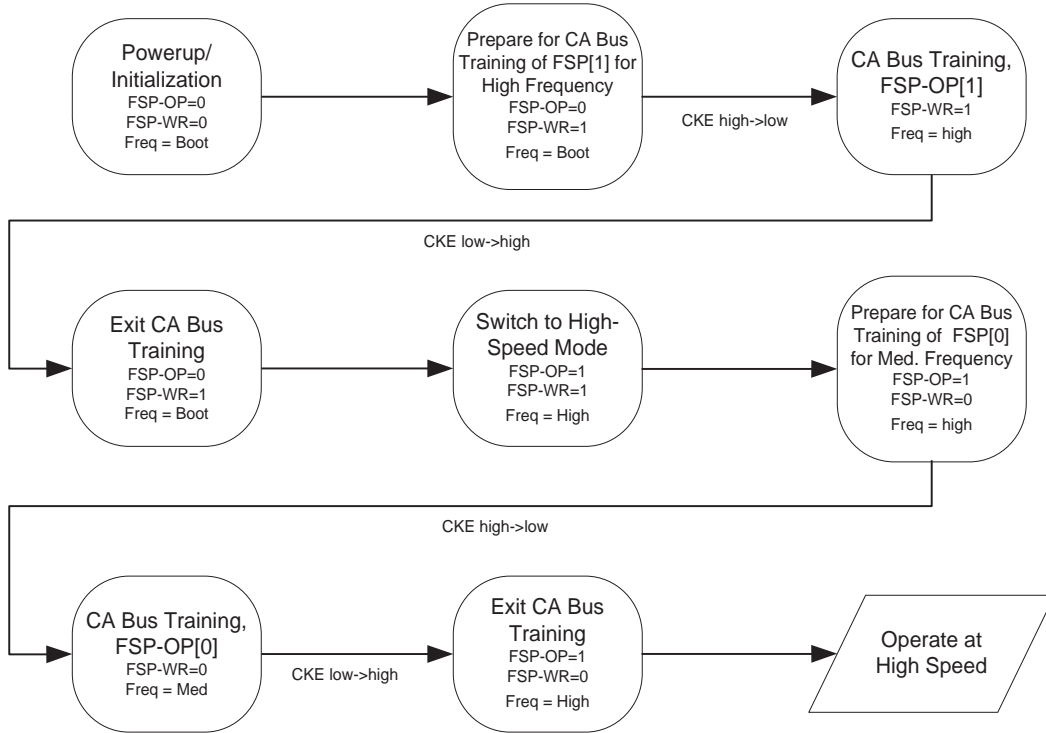 Powerup/
Initialization
FSP-OP=0
FSP-WR=0
Freq = Boot
Prepare for CA Bus
Training of FSP[1] for
High Frequency
FSP-OP=0
FSP-WR=1
Freq = Boot
CKE high->low
CA Bus Training,
FSP-OP[1]
FSP-WR=1
Freq = high
CKE low->high
Exit CA Bus
Training
FSP-OP=0
FSP-WR=1
Freq = Boot
Switch to High-
Speed Mode
FSP-OP=1
FSP-WR=1
Freq = High
Prepare for CA Bus
Training of FSP[0]
for Med. Frequency
FSP-OP=1
FSP-WR=0
Freq = high
CKE high->low
CA Bus Training,
FSP-OP[0]
FSP-WR=0
Freq = Med
CKE low->high
Exit CA Bus
Training
FSP-OP=1
FSP-WR=0
Freq = High
Operate at
High Speed